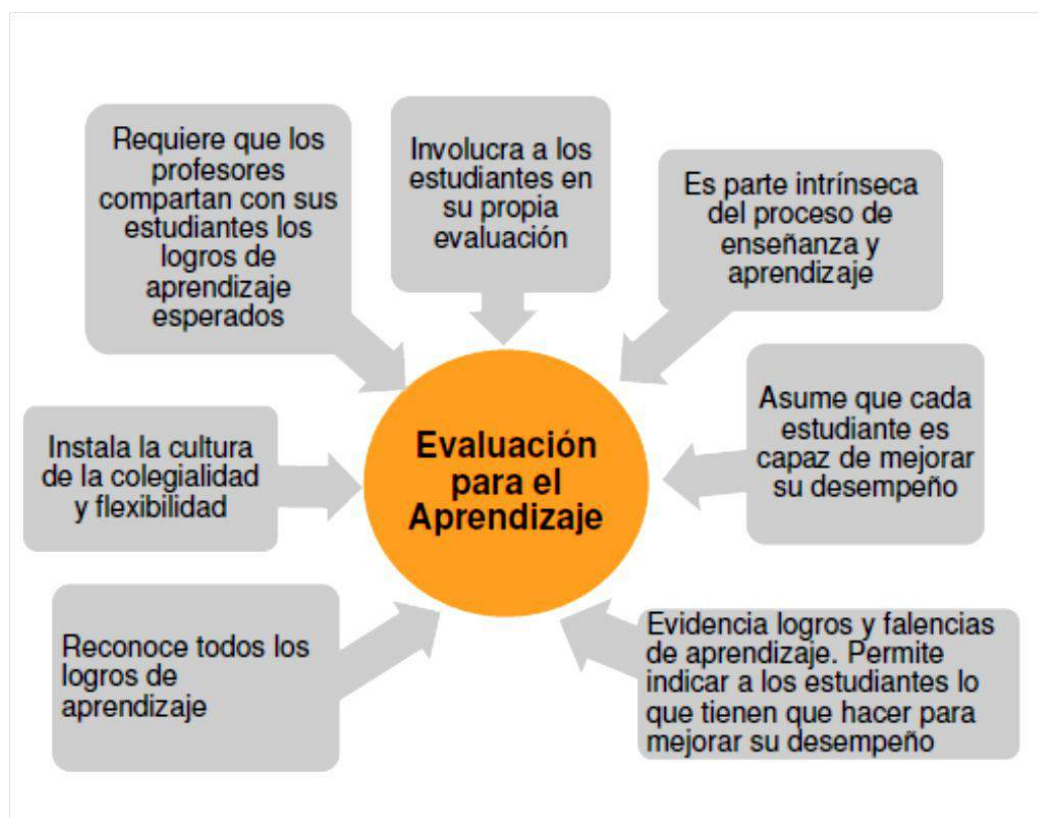 Requiere que los
profesores
compartan con sus
estudiantes los
logros de
aprendizaje
esperados
Involucra a los
estudiantes en
su propia
evaluación
Es parte intrínseca
del proceso de
enseñanza y
aprendizaje
Instala la cultura
de la colegialidad
y flexibilidad
Evaluación
para el
Aprendizaje
Asume que cada
estudiante es
capaz de mejorar
su desempeño
Reconoce todos los
logros de
aprendizaje
Evidencia logros y falencias
de aprendizaje. Permite
indicar a los estudiantes lo
que tienen que hacer para
mejorar su desempeño